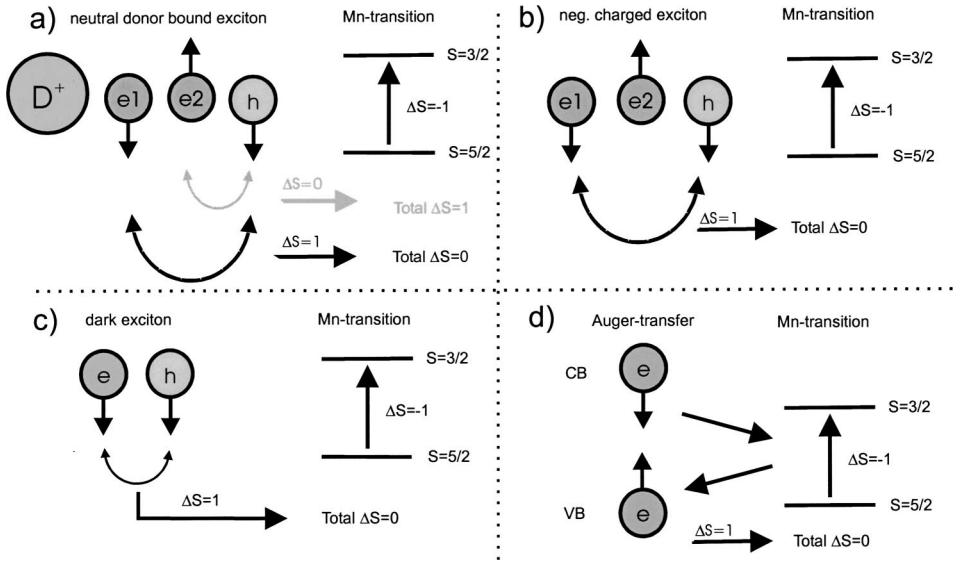 a) neutral donor bound exciton Mn-transition
S=3/2
D+ e1 e2 h
ΔS=-1
S=5/2
ΔS=0
Total ΔS=1
ΔS=1
Total ΔS=0
b) neg. charged exciton Mn-transition
S=3/2
e1 e2 h
ΔS=-1
S=5/2
ΔS=1
Total ΔS=0
c) dark exciton Mn-transition
S=3/2
e h
ΔS=-1
S=5/2
ΔS=1
Total ΔS=0
d) Auger-transfer Mn-transition
CB e
S=3/2
ΔS=-1
VB e
S=5/2
ΔS=1
Total ΔS=0